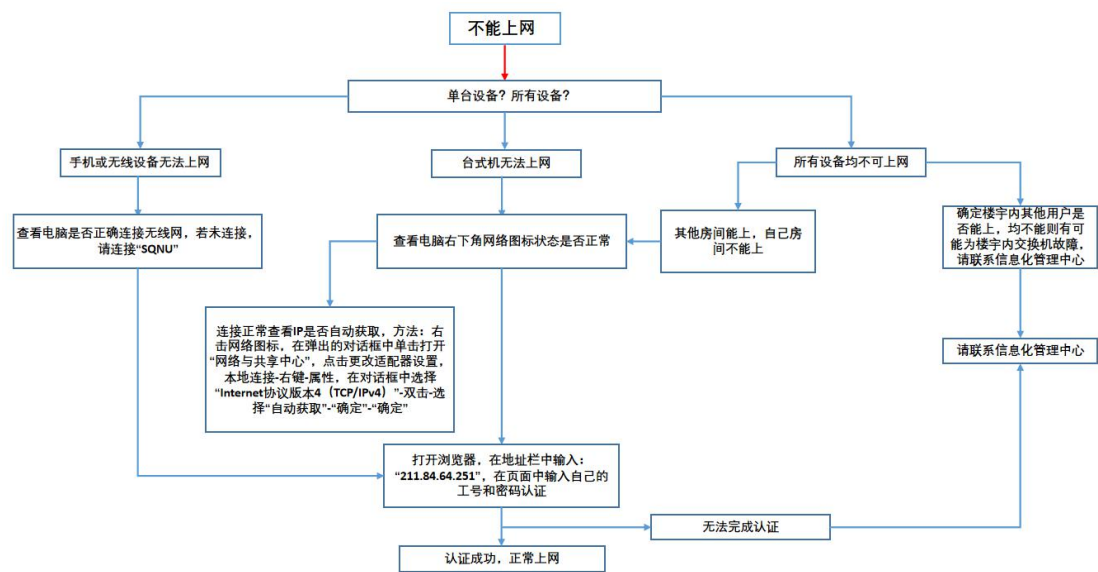 不能上网
单台设备？所有设备？
手机或无线设备无法上网
台式机无法上网
所有设备均不可上网
查看电脑是否正确连接无线网，若未连接，
请连接“SQNU”
查看电脑右下角网络图标状态是否正常
其他房间能上，自己房
间不能上
确定楼宇内其他用户是
否能上，均不能则有可
能为楼宇内交换机故障，
请联系信息化管理中心
连接正常查看IP是否自动获取，方法：右
击网络图标，在弹出的对话框中单击打开
“网络与共享中心”，点击更改适配器设置，
本地连接-右键-属性，在对话框中选择
“Internet协议版本4（TCP/IPv4）”-双击-选
择“自动获取”-“确定”-“确定”
请联系信息化管理中心
打开浏览器，在地址栏中输入：
“211.84.64.251”，在页面中输入自己的
工号和密码认证
无法完成认证
认证成功，正常上网